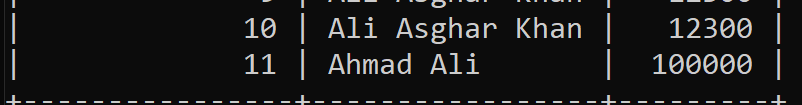 | 10 | Ali Asghar Khan | 12300 |
| 11 | Ahmad Ali | 100000 |
+-----------------+-----------------+---------+